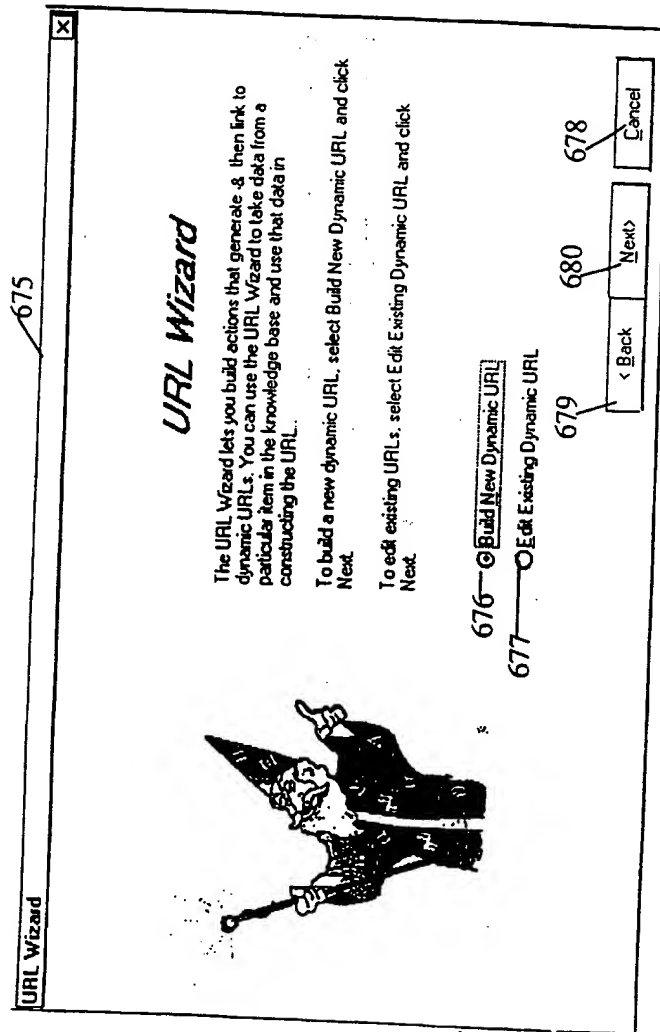 675
URL Wizard
URL Wizard
The URL Wizard lets you build actions that generate & then link to
dynamic URLs. You can use the URL Wizard to take data from a
particular item in the knowledge base and use that data in
constructing the URL.
To build a new dynamic URL, select Build New Dynamic URL and click
Next.
To edit existing URLs, select Edit Existing Dynamic URL and click
Next.
676 Build New Dynamic URL
677 Edit Existing Dynamic URL
679 680 678
< Back Next> Cancel